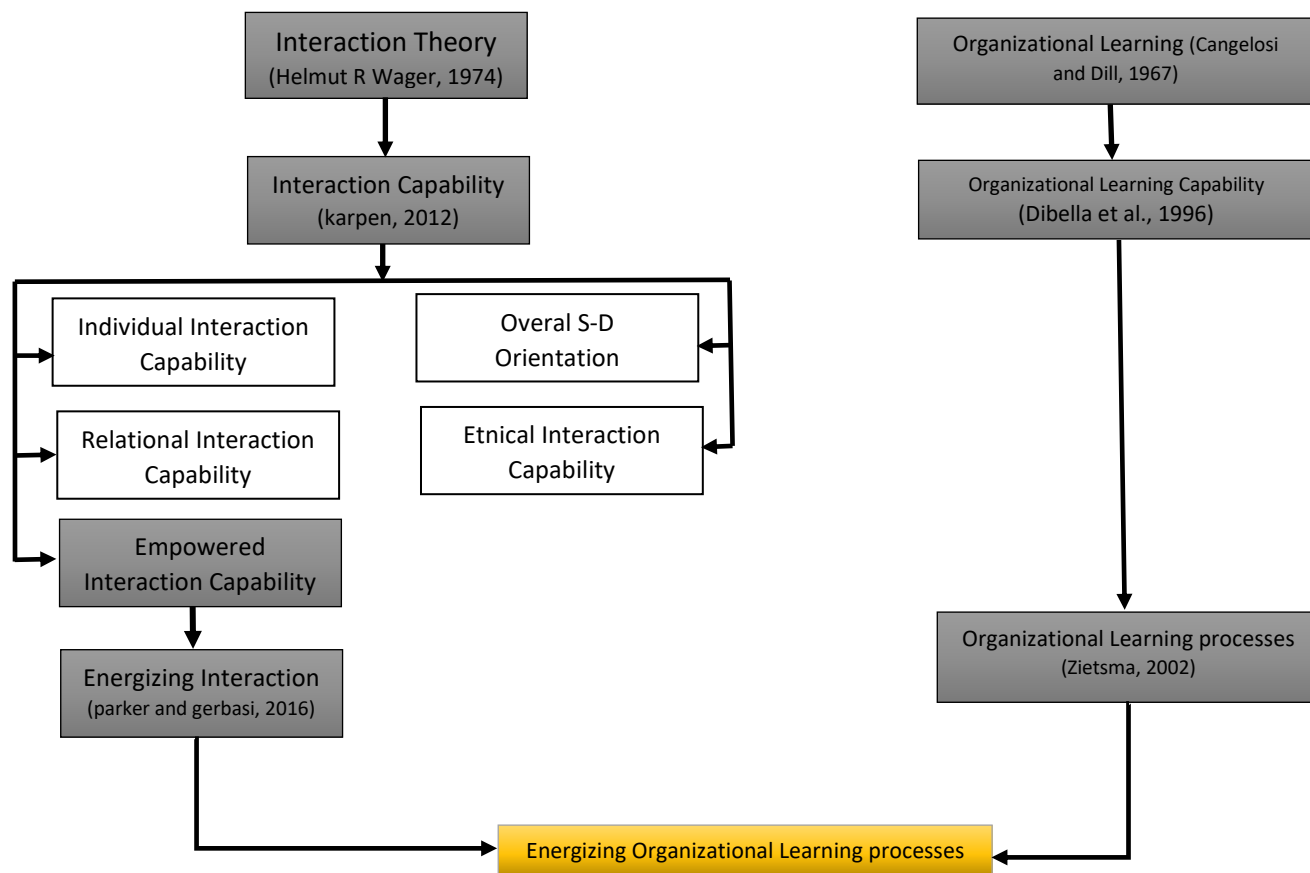 Interaction Theory
(Helmut R Wager, 1974)
Interaction Capability
(karpen, 2012)
Individual Interaction
Capability
Overal S-D
Orientation
Relational Interaction
Capability
Etnical Interaction
Capability
Empowered
Interaction Capability
Energizing Interaction
(parker and gerbasi, 2016)
Organizational Learning (Cangelosi
and Dill, 1967)
Organizational Learning Capability
(Dibella et al., 1996)
Organizational Learning processes
(Zietsma, 2002)
Energizing Organizational Learning processes